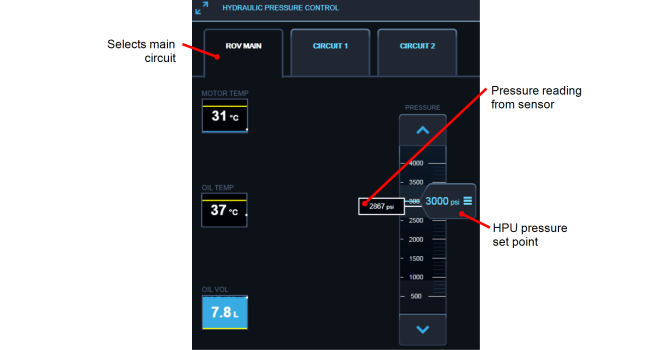 HYDRAULIC PRESSURE CONTROL
Selects main
circuit
ROV MAIN
CIRCUIT 1
CIRCUIT 2
MOTOR TEMP
31 °C
Pressure reading
from sensor
PRESSURE
4000
3500
OIL TEMP
37 °C
2867 psi
3000 psi
HPU pressure
set point
2500
2000
1500
1000
500
OIL VOL
7.8 L